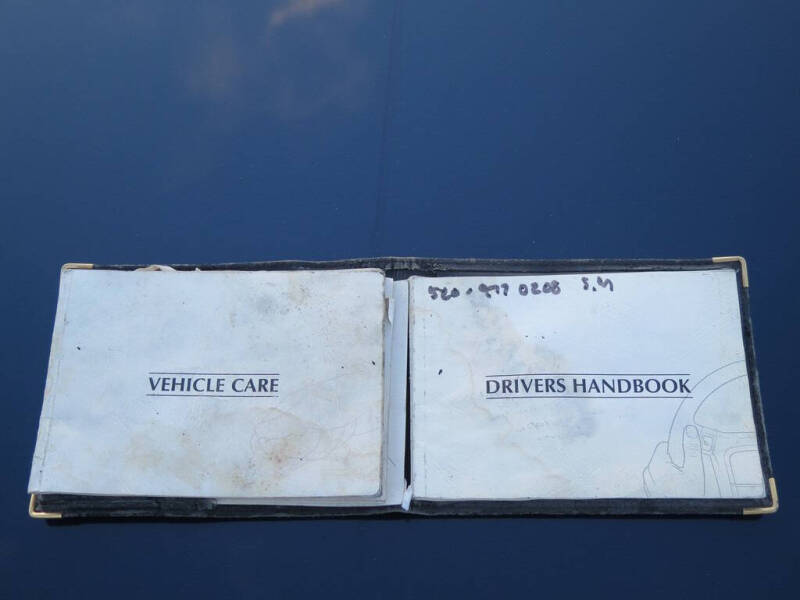 VEHICLE CARE
520 • 977 0208 S.M
DRIVERS HANDBOOK